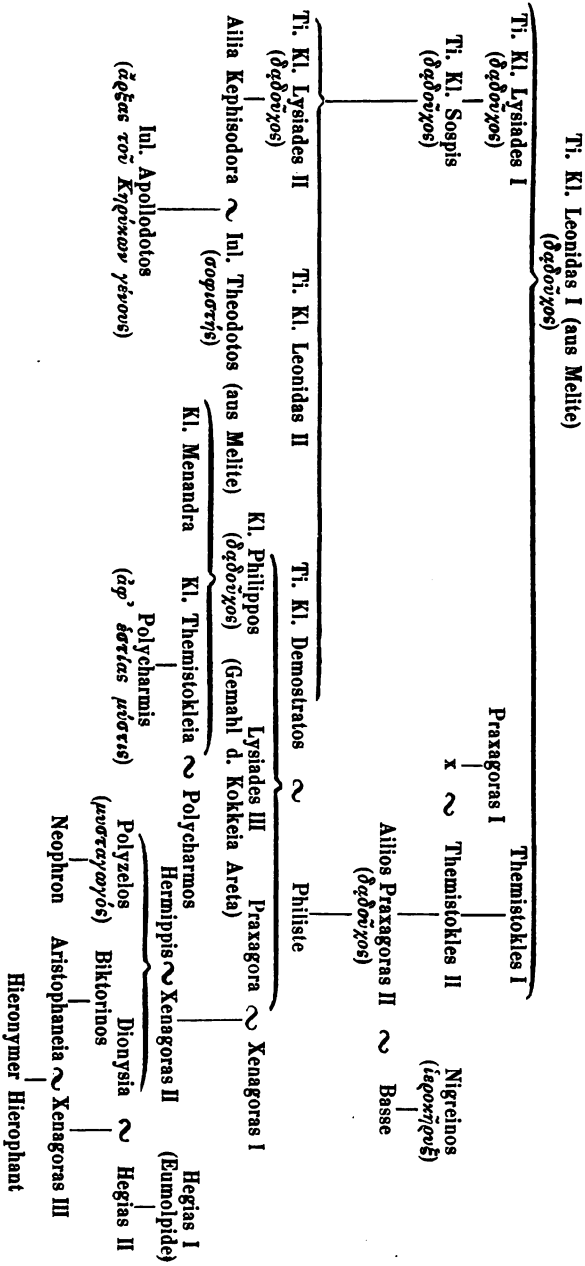 Ti. Kl. Leonidas I (aus Melite)
(δᾳδοῦχος)
Ti. Kl. Lysiades I
(δᾳδοῦχος)
Themistokles I
Ti. Kl. Sospis
(δᾳδοῦχος)
Praxagoras I
x ~ Themistokles II
Nigreinos
(ἱεροκῆρυξ)
Ailios Praxagoras II ~ Basse
(δᾳδοῦχος)
Ti. Kl. Lysiades II
(δᾳδοῦχος)
Ti. Kl. Leonidas II
Ti. Kl. Demostratos ~ Philiste
Ailia Kephisodora ~ Iul. Theodotos (aus Melite)
(σοφιστής)
Kl. Philippos
(δᾳδοῦχος)
Lysiades III
(Gemahl d. Kokkeia Areta)
Praxagora ~ Xenagoras I
Iul. Apollodotos
(ἄρξας τοῦ Κηρύκων γένους)
Kl. Menandra
Kl. Themistokleia ~ Polycharmos
Hermippis ~ Xenagoras II
Hegias I
(Eumolpide)
Polycharmis
(ἀφ’ ἑστίας μύστις)
Polyzelos
(μυσταγωγός)
Biktorinos
Dionysia ~ Hegias II
Neophron
Aristophaneia ~ Xenagoras III
Hieronymer Hierophant